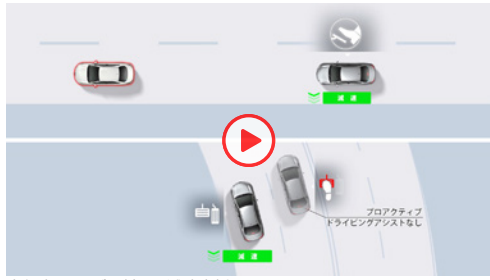 減速
プロアクティブ
ドライビングアシストなし
減速